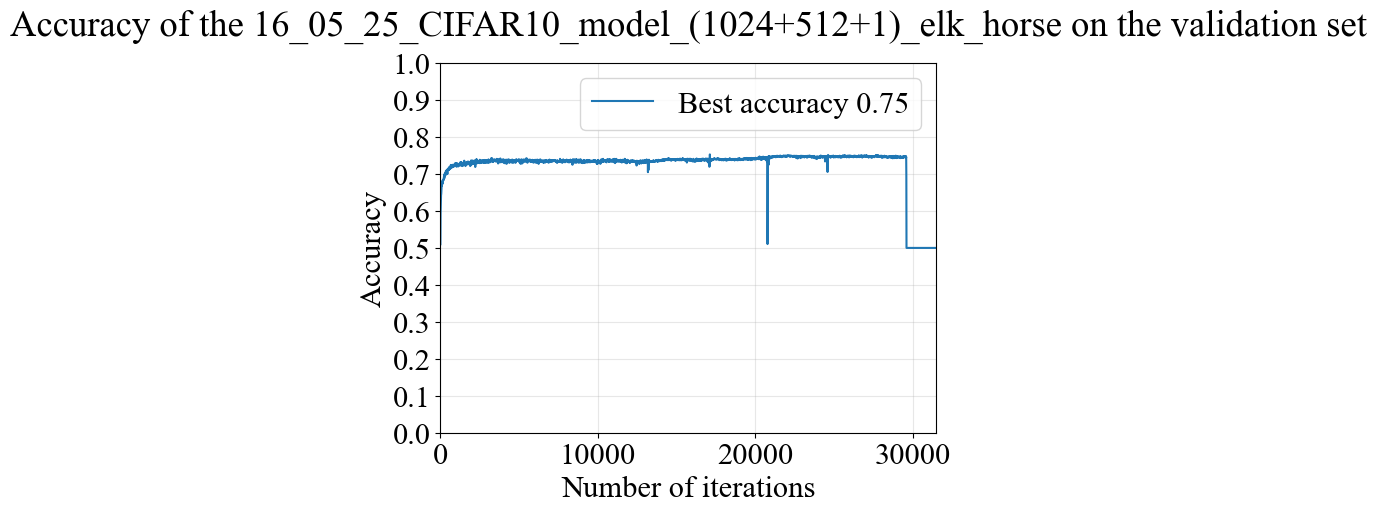 Accuracy of the 16_05_25_CIFAR10_model_(1024+512+1)_elk_horse on the validation set
1.0
0.9
0.8
0.7
0.6
0.5
0.4
0.3
0.2
0.1
0.0
Accuracy
Best accuracy 0.75
0 10000 20000 30000
Number of iterations